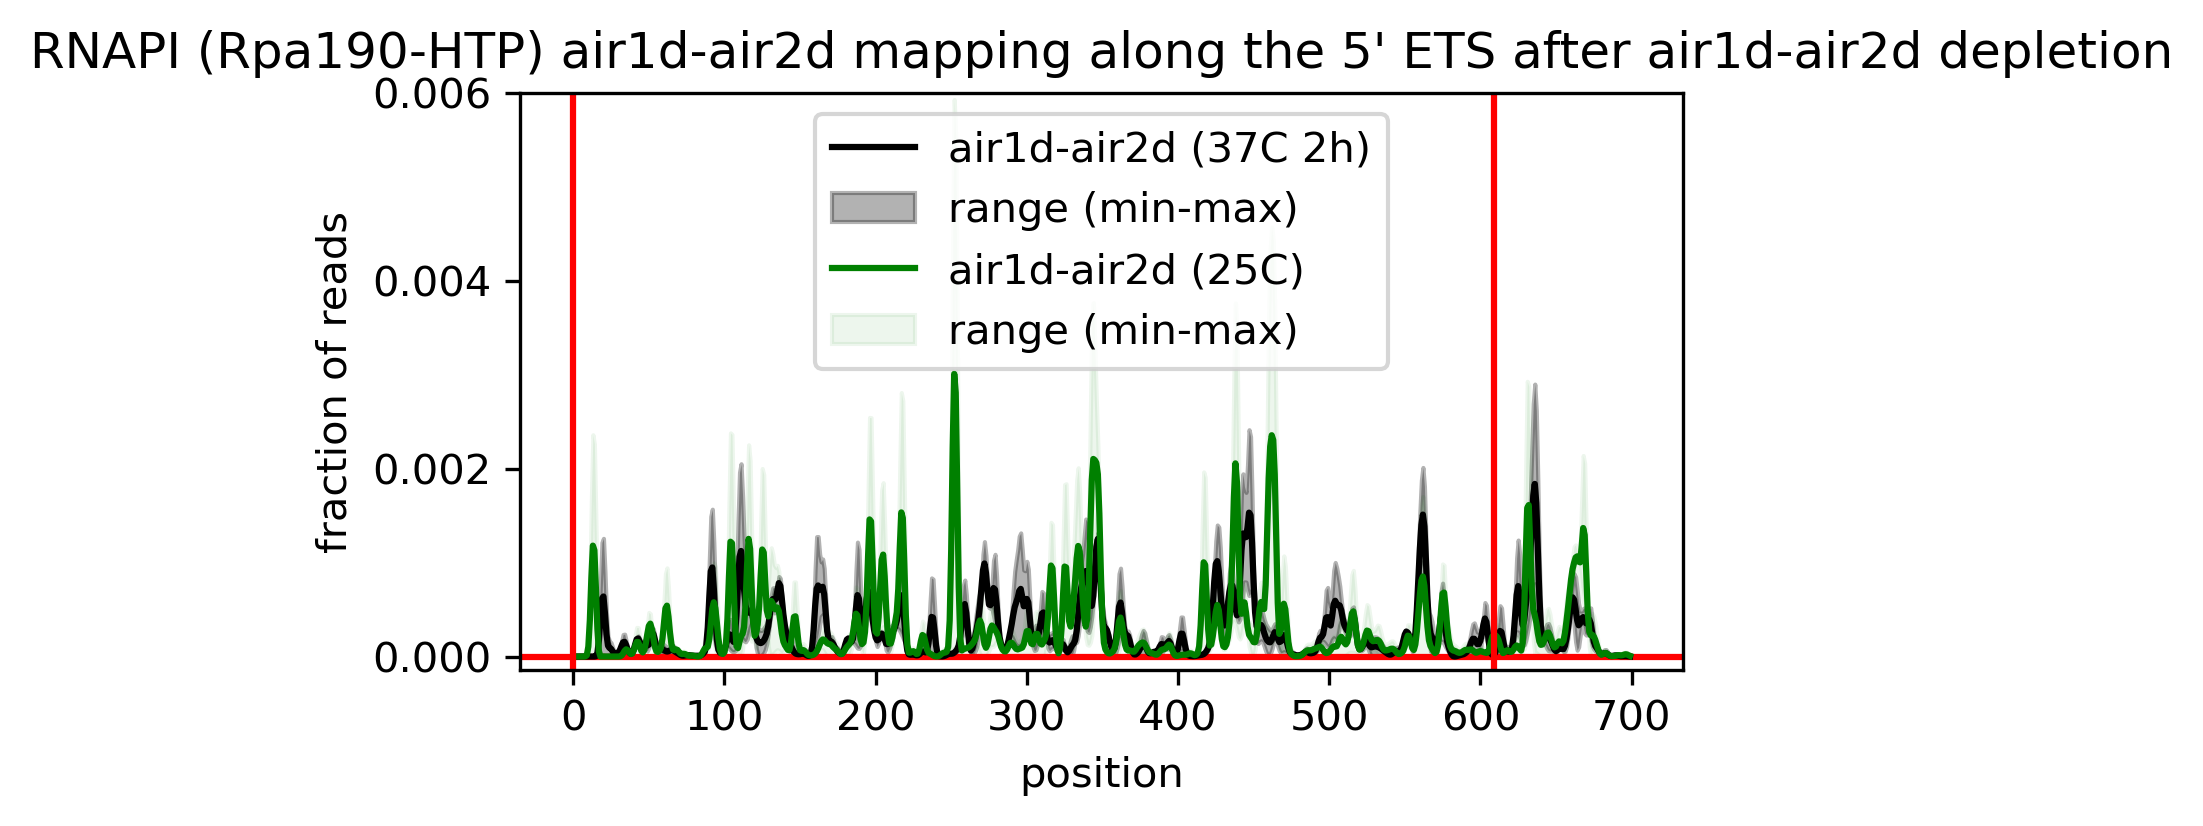 RNAPI (Rpa190-HTP) air1d-air2d mapping along the 5' ETS after air1d-air2d depletion
0.006
0.004
0.002
0.000
fraction of reads
air1d-air2d (37C 2h)
range (min-max)
air1d-air2d (25C)
range (min-max)
0 100 200 300 400 500 600 700
position